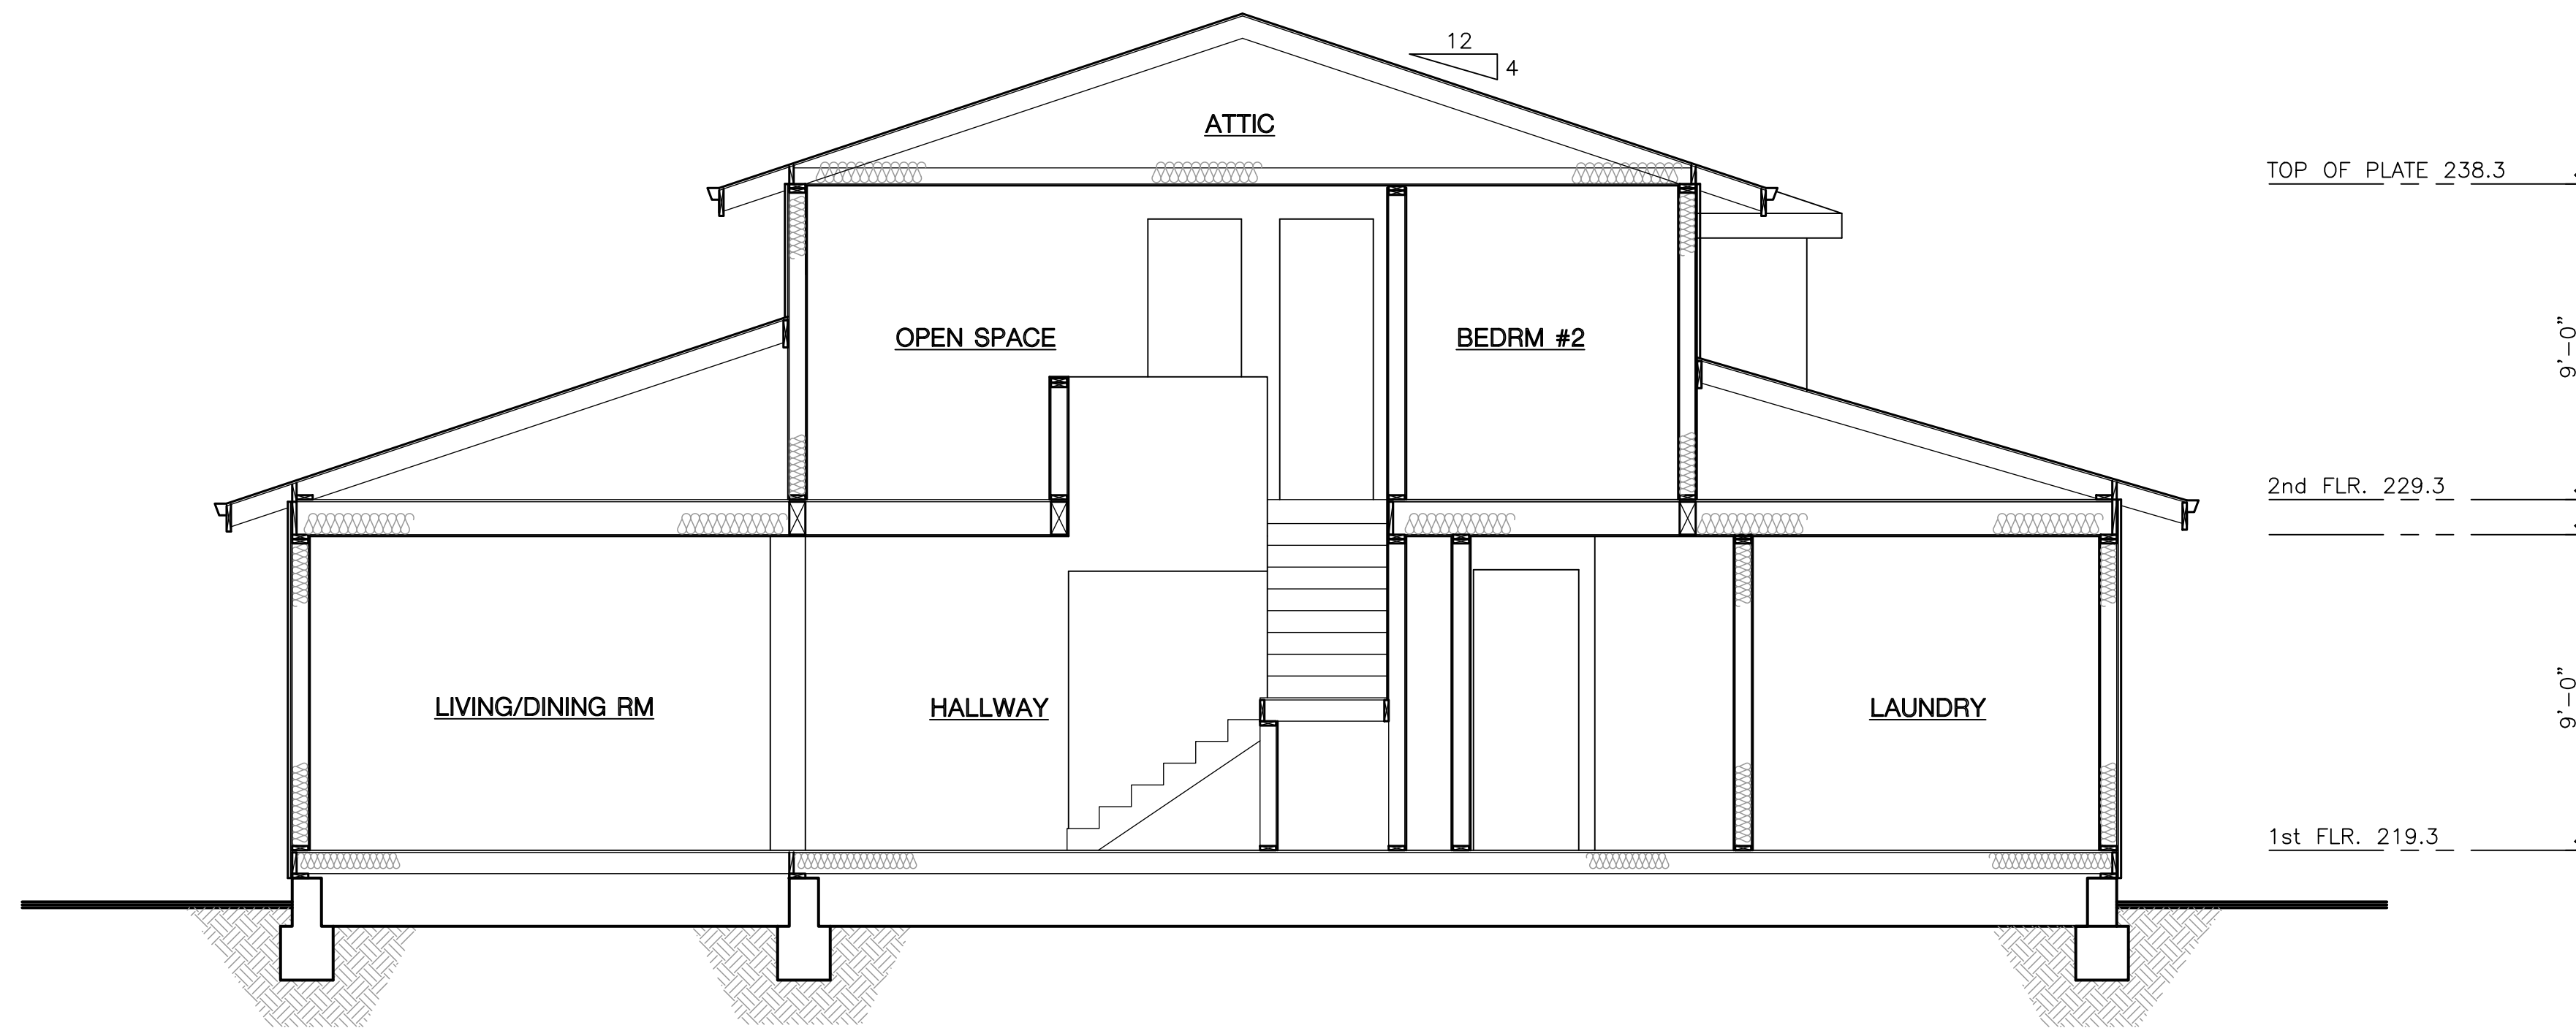 12
4
ATTIC
TOP OF PLATE 238.3
OPEN SPACE
BEDRM #2
9'-0"
2nd FLR. 229.3
LIVING/DINING RM
HALLWAY
LAUNDRY
9'-0"
1st FLR. 219.3